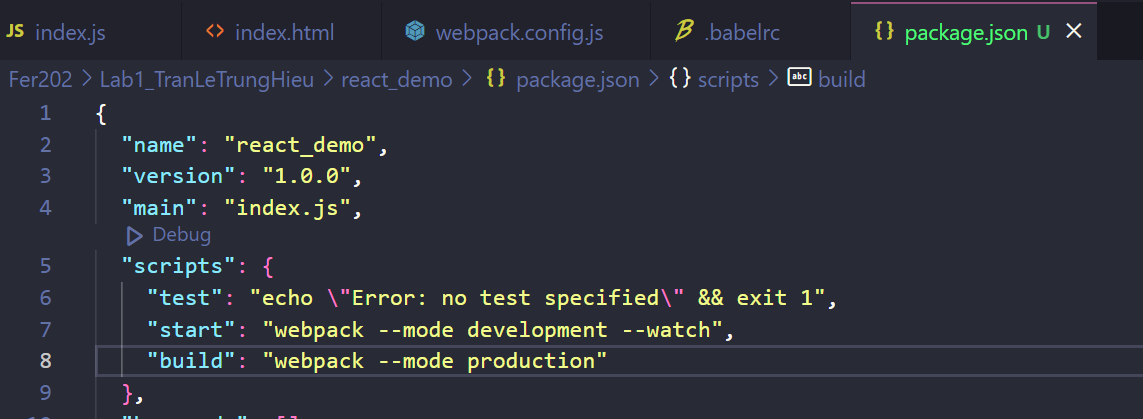 JS index.js <> index.html webpack.config.js .babelrc {} package.json U ×
Fer202 > Lab1_TranLeTrungHieu > react_demo > {} package.json > {} scripts > abc build
1 {
2 "name": "react_demo",
3 "version": "1.0.0",
4 "main": "index.js",
Debug
5 "scripts": {
6 "test": "echo \"Error: no test specified\" && exit 1",
7 "start": "webpack --mode development --watch",
8 "build": "webpack --mode production"
9 },